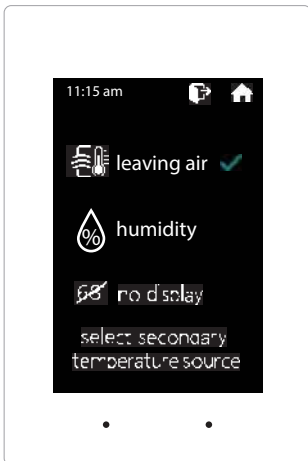 11:15 am
leaving air
% humidity
68 no display
select secondary
temperature source